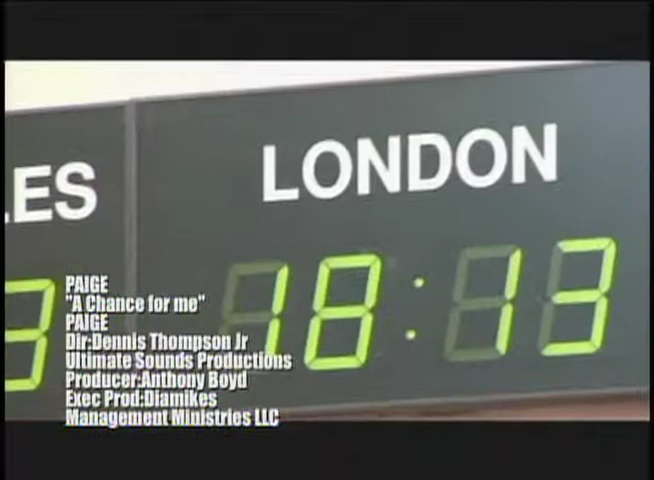 LES
LONDON
3
18:13
PAIGE
"A Chance for me"
PAIGE
Dir:Dennis Thompson Jr
Ultimate Sounds Productions
Producer:Anthony Boyd
Exec Prod:Diamikes
Management Ministries LLC